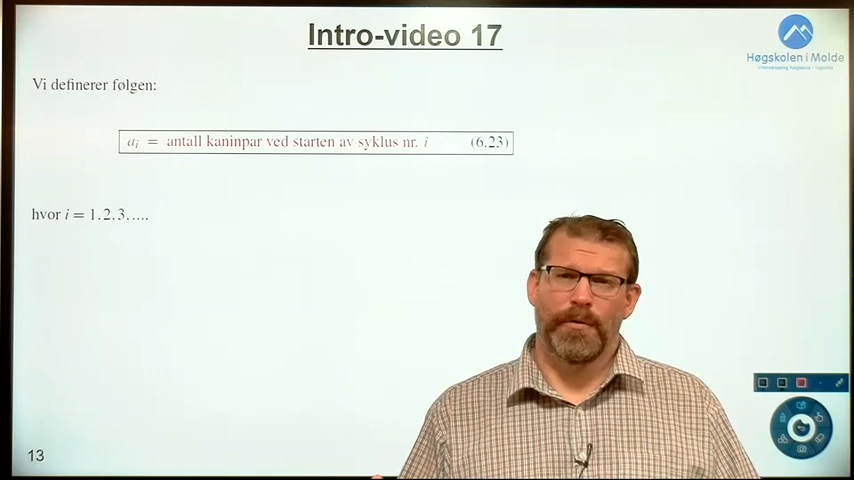 Intro-video 17
Høgskolen i Molde
Vi definerer følgen:
a_i = antall kaninpar ved starten av syklus nr. i (6.23)
hvor i = 1,2,3,....
13